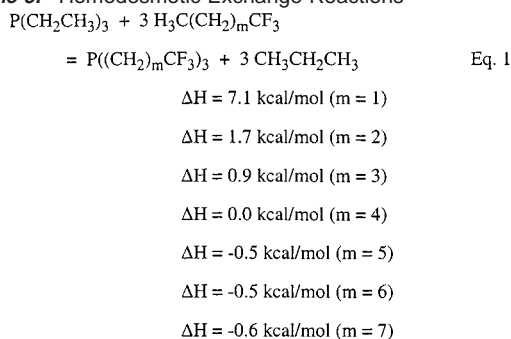 Homodesmotic Exchange Reactions
P(CH₂CH₃)₃ + 3 H₃C(CH₂)ₘCF₃
= P((CH₂)ₘCF₃)₃ + 3 CH₃CH₂CH₃ Eq. 1
ΔH = 7.1 kcal/mol (m = 1)
ΔH = 1.7 kcal/mol (m = 2)
ΔH = 0.9 kcal/mol (m = 3)
ΔH = 0.0 kcal/mol (m = 4)
ΔH = -0.5 kcal/mol (m = 5)
ΔH = -0.5 kcal/mol (m = 6)
ΔH = -0.6 kcal/mol (m = 7)